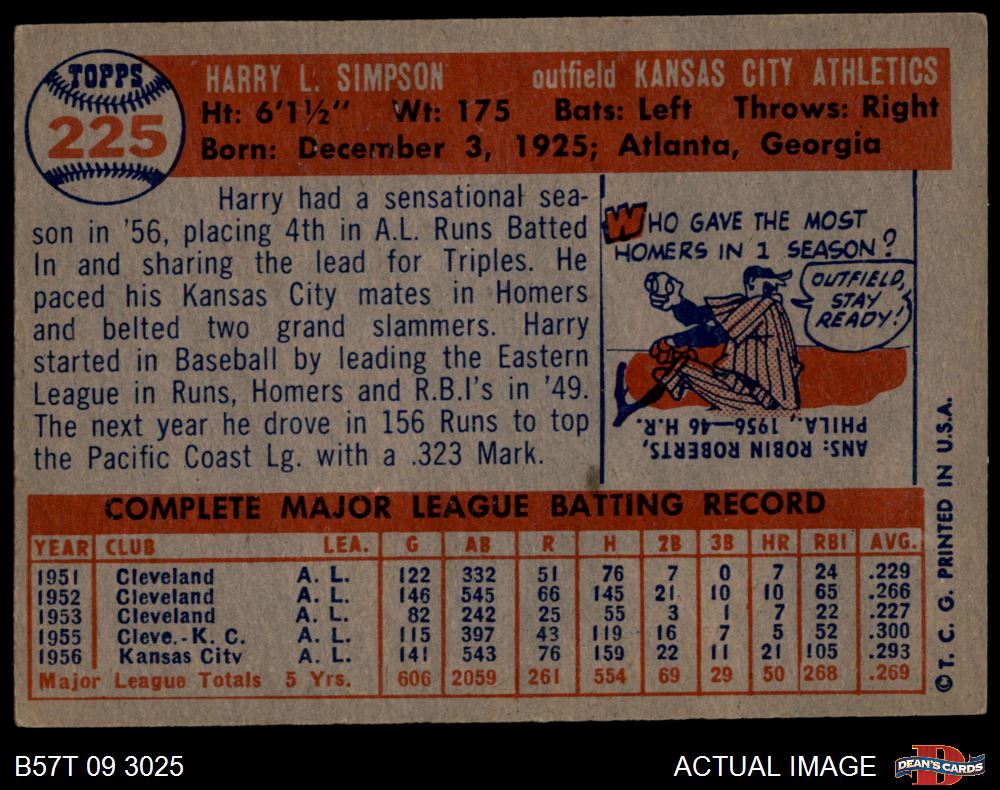 TOPPS
225
HARRY L. SIMPSON outfield KANSAS CITY ATHLETICS
Ht: 6'1½" Wt: 175 Bats: Left Throws: Right
Born: December 3, 1925; Atlanta, Georgia
Harry had a sensational sea-
son in '56, placing 4th in A.L. Runs Batted
In and sharing the lead for Triples. He
paced his Kansas City mates in Homers
and belted two grand slammers. Harry
started in Baseball by leading the Eastern
League in Runs, Homers and R.B.I's in '49.
The next year he drove in 156 Runs to top
the Pacific Coast Lg. with a .323 Mark.
WHO GAVE THE MOST
HOMERS IN 1 SEASON?
OUTFIELD,
STAY
READY!
ANS: ROBIN ROBERTS,
PHILA., 1956—46 H.R.
COMPLETE MAJOR LEAGUE BATTING RECORD
YEAR CLUB LEA. G AB R H 2B 3B HR RBI AVG.
1951 Cleveland A. L. 122 332 51 76 7 0 7 24 .229
1952 Cleveland A. L. 146 545 66 145 21 10 10 65 .266
1953 Cleveland A. L. 82 242 25 55 3 1 7 22 .227
1955 Cleve.-K. C. A. L. 115 397 43 119 16 7 5 52 .300
1956 Kansas City A. L. 141 543 76 159 22 11 21 105 .293
Major League Totals 5 Yrs. 606 2059 261 554 69 29 50 268 .269
© T. C. G. PRINTED IN U.S.A.
B57T 09 3025
ACTUAL IMAGE
D
DEAN'S CARDS